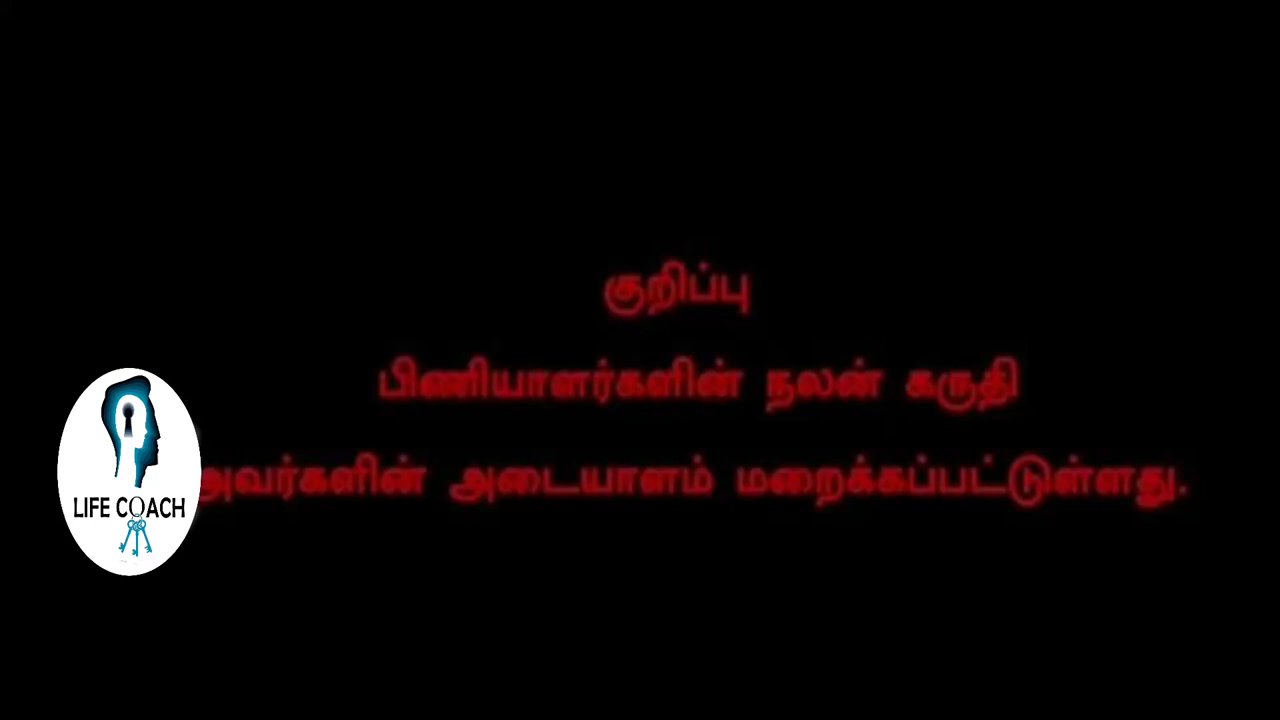 குறிப்பு
பிணியாளர்களின் நலன் கருதி
அவர்களின் அடையாளம் மறைக்கப்பட்டுள்ளது.
LIFE COACH